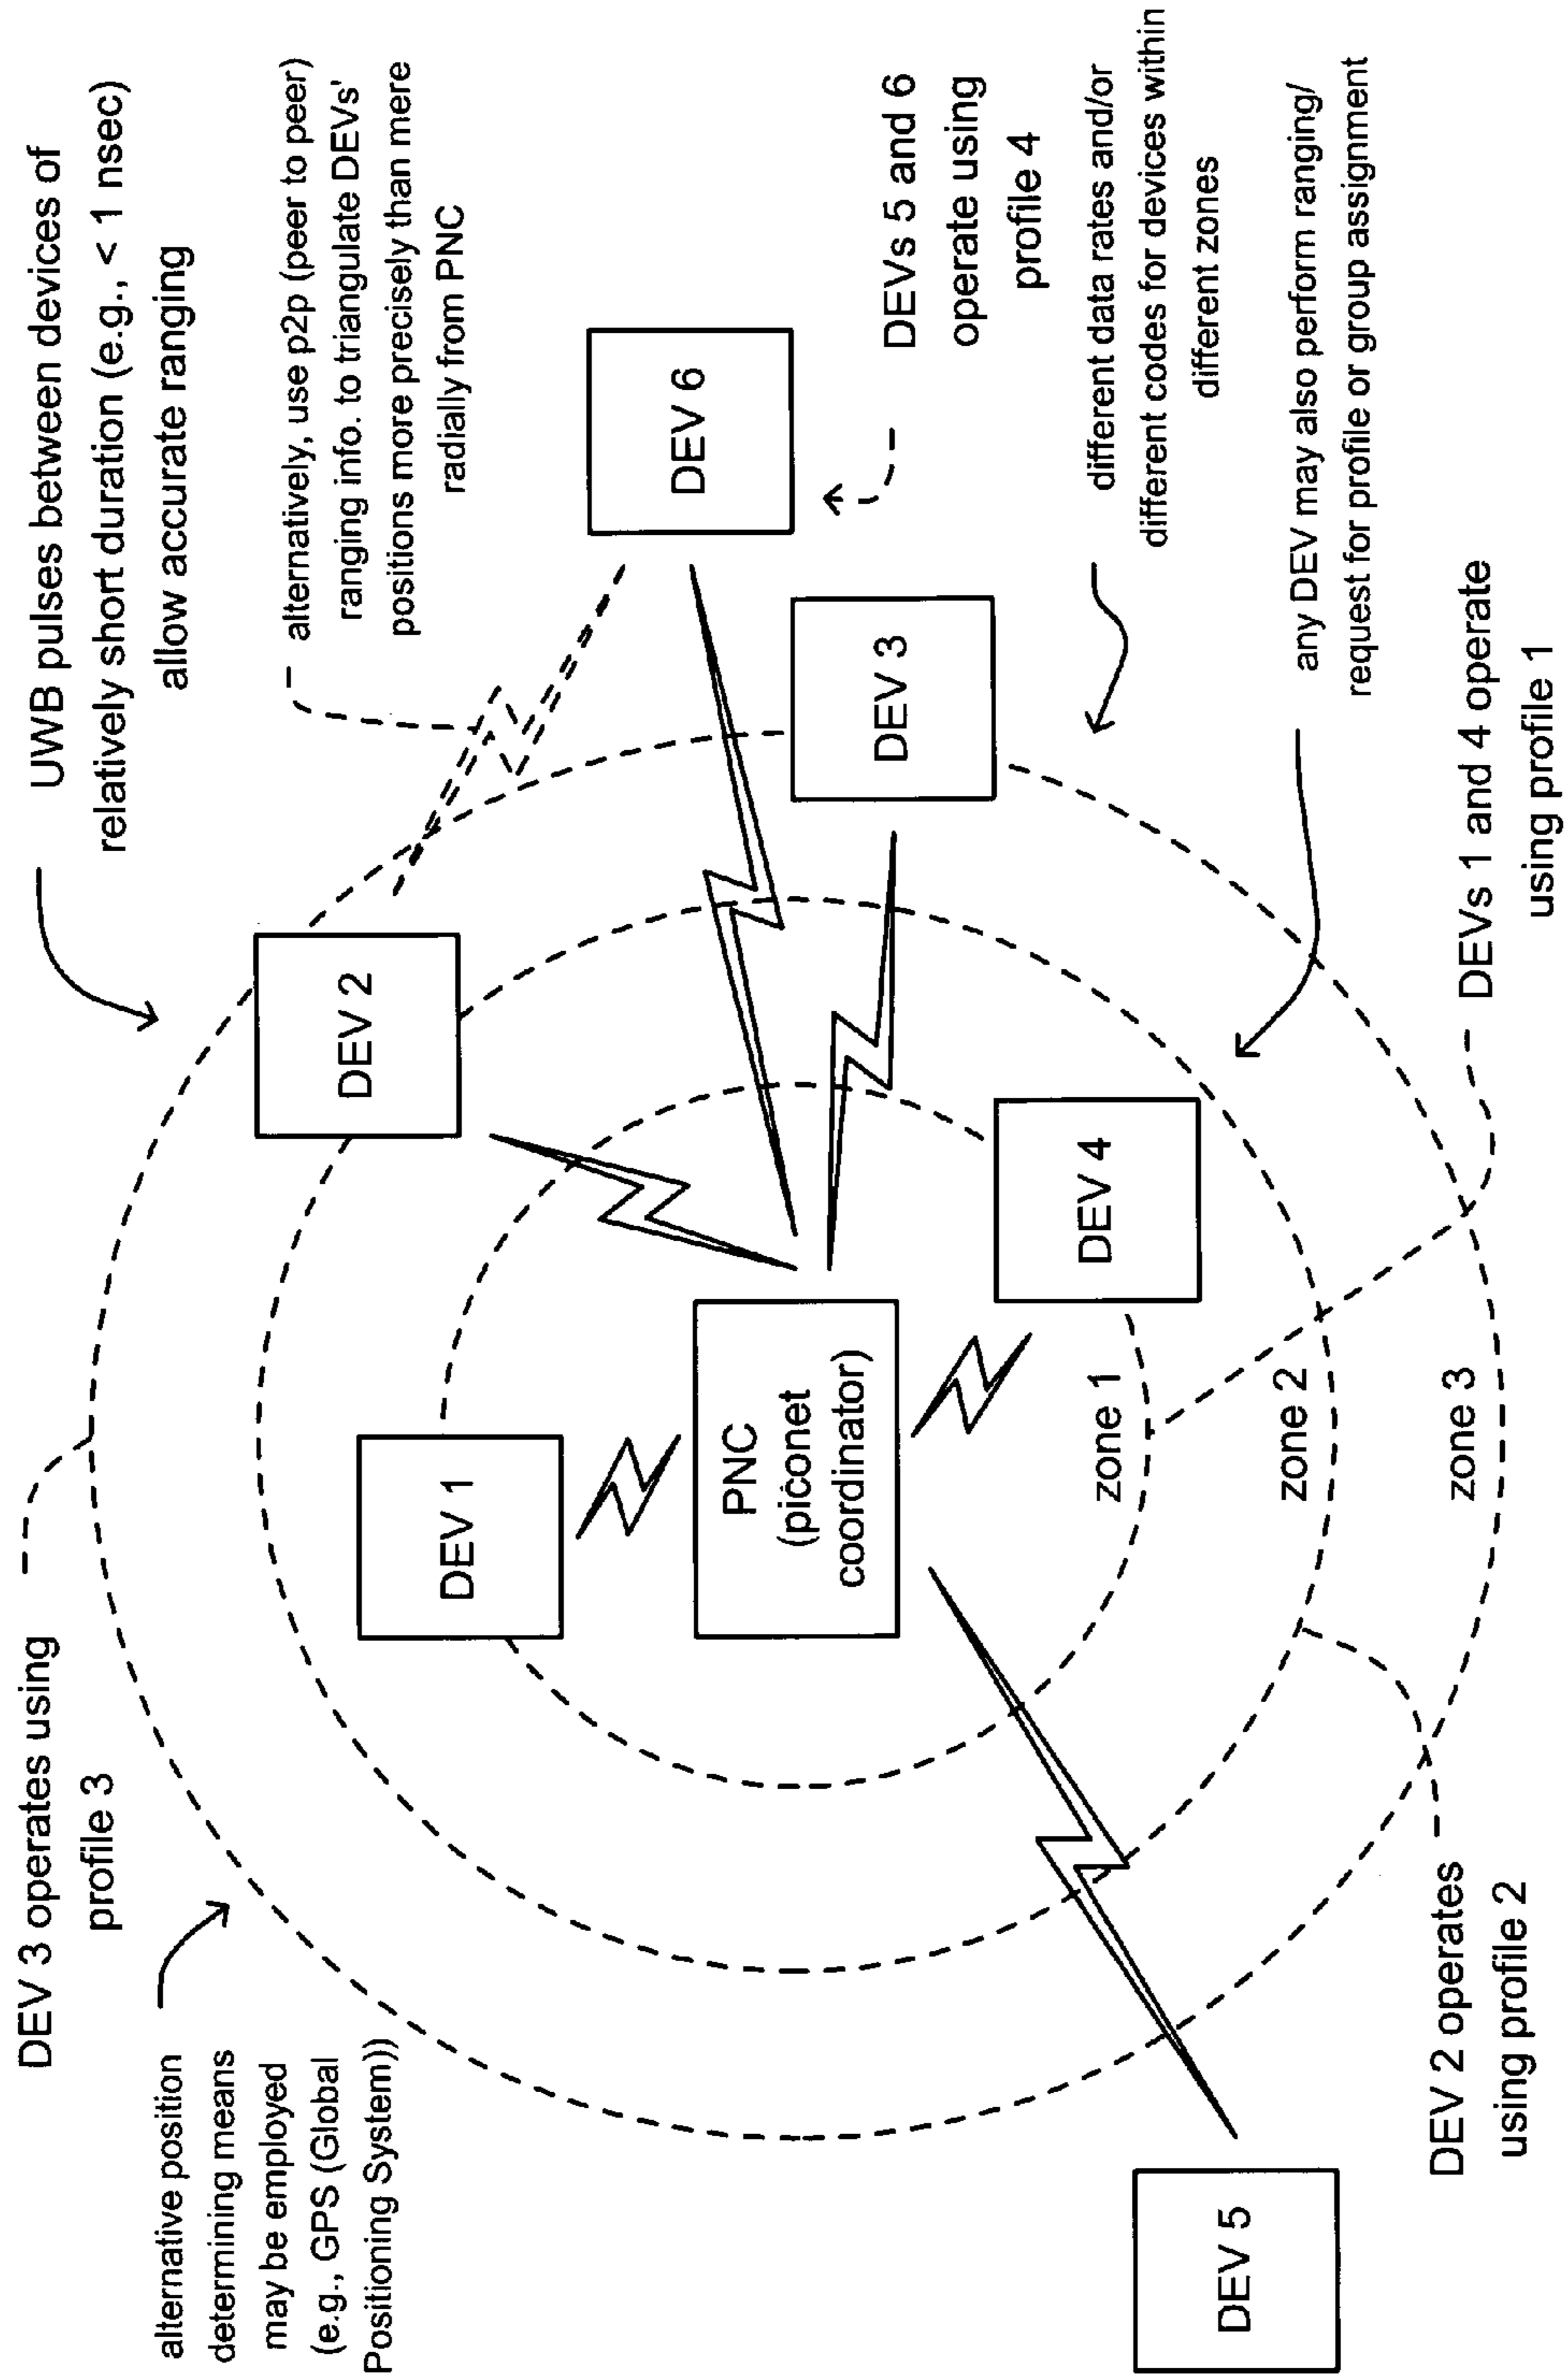 DEV 3 operates using
profile 3
UWB pulses between devices of
relatively short duration (e.g., < 1 nsec)
allow accurate ranging
alternative position
determining means
may be employed
(e.g., GPS (Global
Positioning System))
alternatively, use p2p (peer to peer)
ranging info. to triangulate DEVs'
positions more precisely than mere
radially from PNC
DEV 2
DEV 1
DEV 6
PNC
(piconet
coordinator)
DEV 3
DEVs 5 and 6
operate using
profile 4
DEV 4
zone 1
different data rates and/or
different codes for devices within
different zones
DEV 5
zone 2
any DEV may also perform ranging/
request for profile or group assignment
zone 3
DEV 2 operates
using profile 2
DEVs 1 and 4 operate
using profile 1